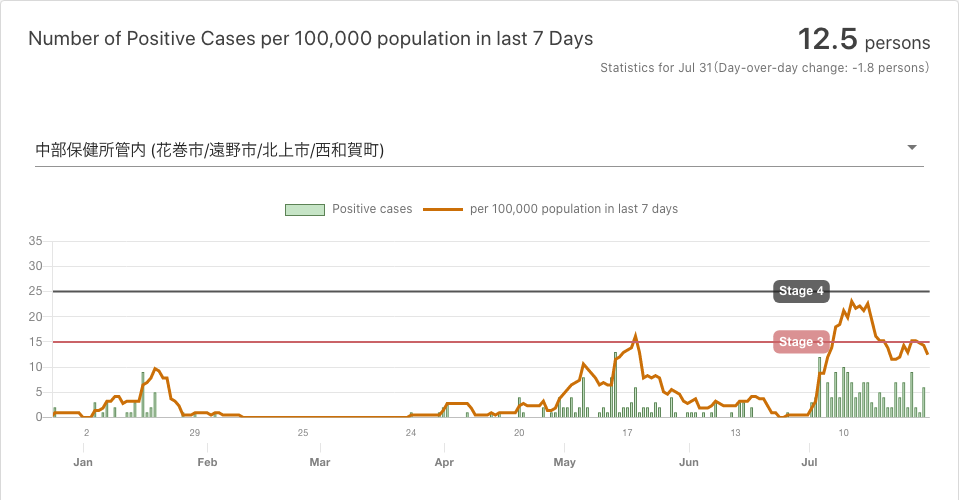 Number of Positive Cases per 100,000 population in last 7 Days
12.5 persons
Statistics for Jul 31(Day-over-day change: -1.8 persons)
中部保健所管内 (花巻市/遠野市/北上市/西和賀町)
Positive cases
per 100,000 population in last 7 days
35
30
25
20
15
10
5
0
Stage 4
Stage 3
2 29 25 24 20 17 13 10
Jan Feb Mar Apr May Jun Jul